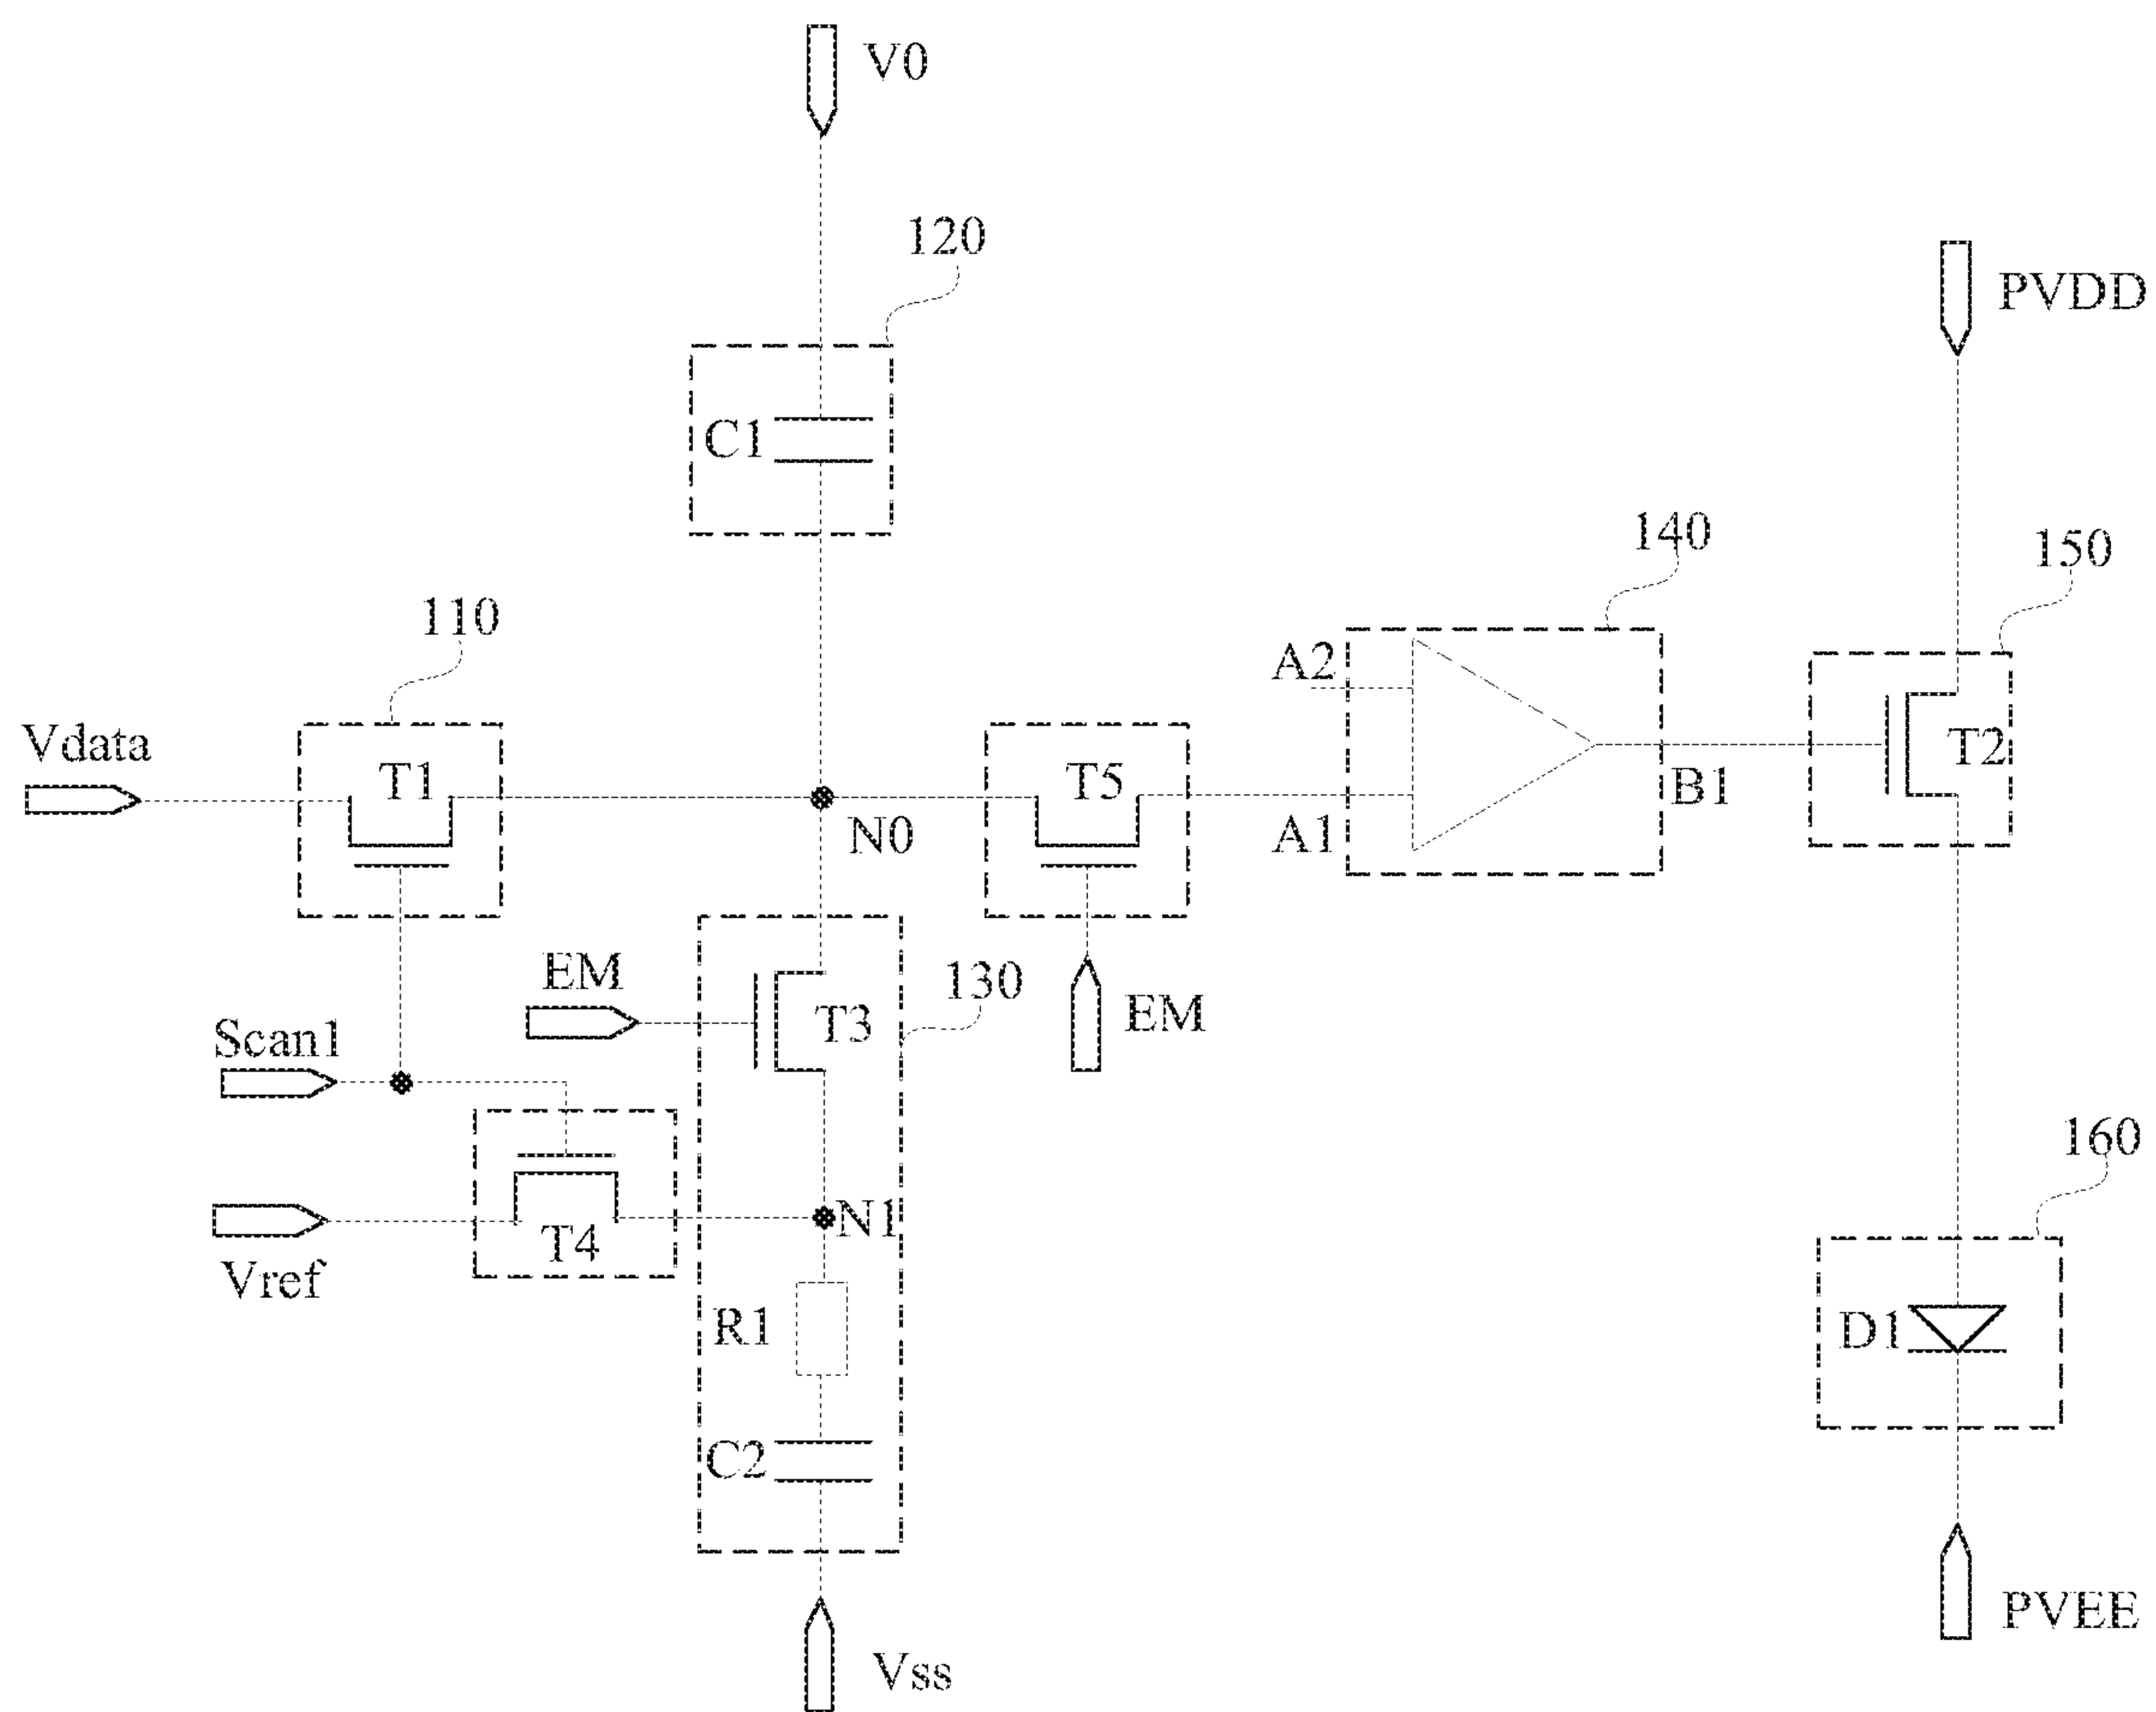 V0
120
PVDD
C1
140
150
110
A2
Vdata
T1
T5
T2
B1
N0
A1
EM
130
T3
EM
Scan1
160
N1
T4
Vref
R1
D1
C2
PVEE
Vss